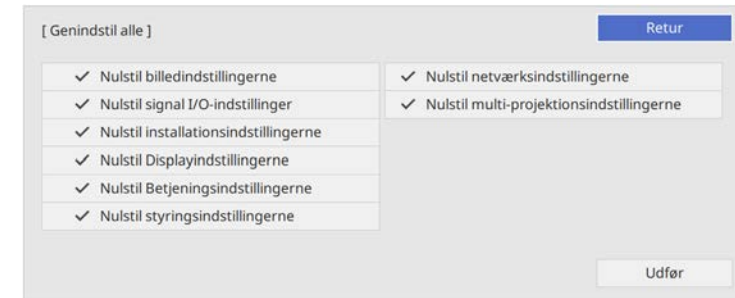 [ Genindstil alle ]
Retur
Nulstil billedindstillingerne
Nulstil signal I/O-indstillinger
Nulstil installationsindstillingerne
Nulstil Displayindstillingerne
Nulstil Betjeningsindstillingerne
Nulstil styringsindstillingerne
Nulstil netværksindstillingerne
Nulstil multi-projektionsindstillingerne
Udfør